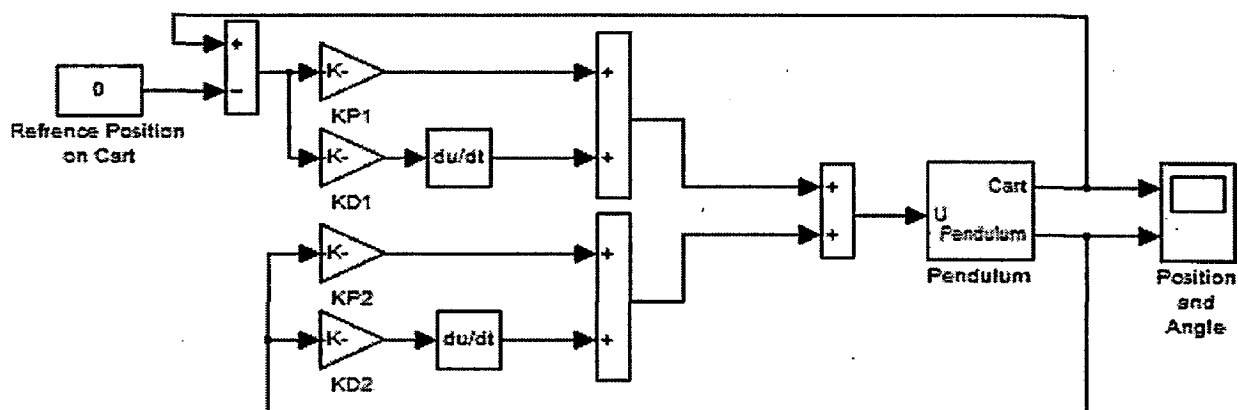 +
0
-
Refrence Position
on Cart
-K-
KP1
+
-K-
du/dt
+
KD1
-K-
KP2
+
-K-
du/dt
+
KD2
+
+
Cart
U
Pendulum
Pendulum
Position
and
Angle